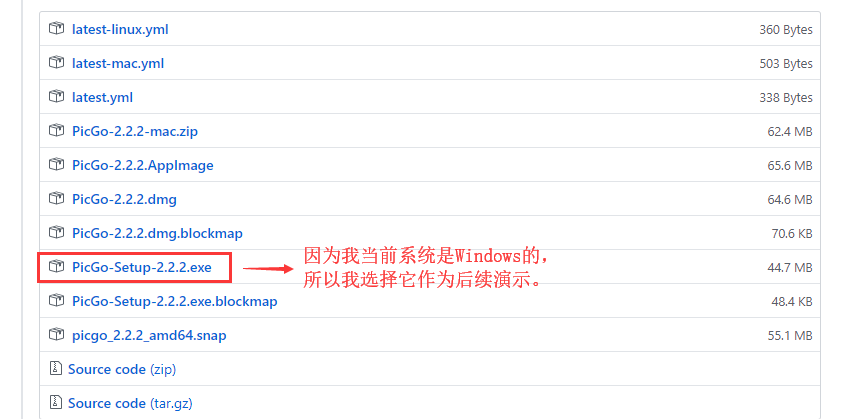 latest-linux.yml 360 Bytes
latest-mac.yml 503 Bytes
latest.yml 338 Bytes
PicGo-2.2.2-mac.zip 62.4 MB
PicGo-2.2.2.AppImage 65.6 MB
PicGo-2.2.2.dmg 64.6 MB
PicGo-2.2.2.dmg.blockmap 70.6 KB
因为我当前系统是Windows的，
PicGo-Setup-2.2.2.exe 44.7 MB
所以我选择它作为后续演示。
PicGo-Setup-2.2.2.exe.blockmap 48.4 KB
picgo_2.2.2_amd64.snap 55.1 MB
Source code (zip)
Source code (tar.gz)